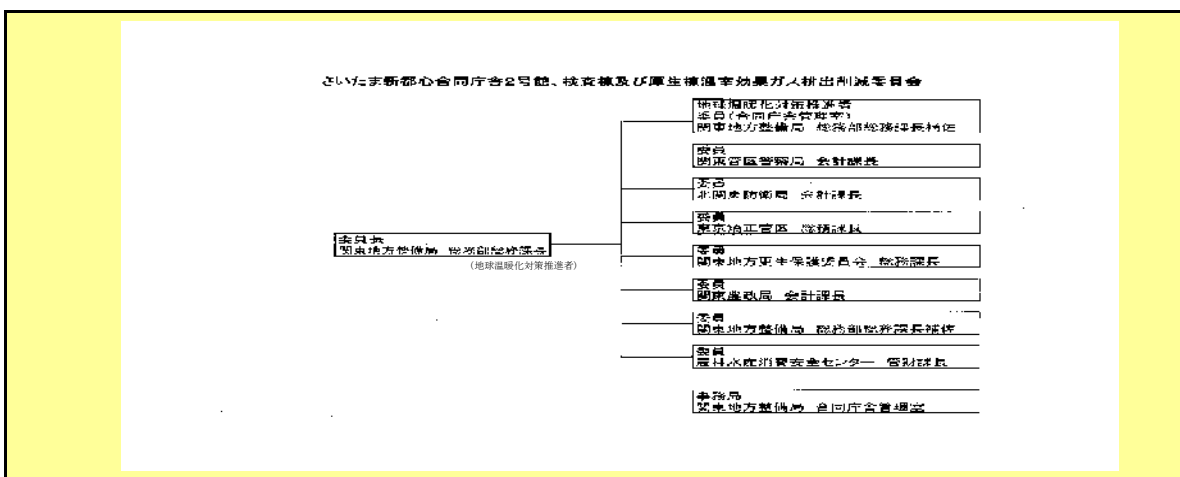 さいたま新都心合同庁舎2号館、検査棟及び厚生棟温室効果ガス排出削減委員会
地球温暖化対策推進者
委員(合同庁舎管理室)
関東地方整備局 総務部総務課長補佐
委員
関東管区警察局 会計課長
委員
北関東防衛局 会計課長
委員
東京矯正管区 総務課長
委員長
関東地方整備局 総務部総務課長
(地球温暖化対策推進者)
委員
関東地方更生保護委員会 総務課長
委員
関東農政局 会計課長
委員
関東地方整備局 総務部総務課長補佐
委員
農林水産消費安全センター 管財課長
事務局
関東地方整備局 合同庁舎管理室